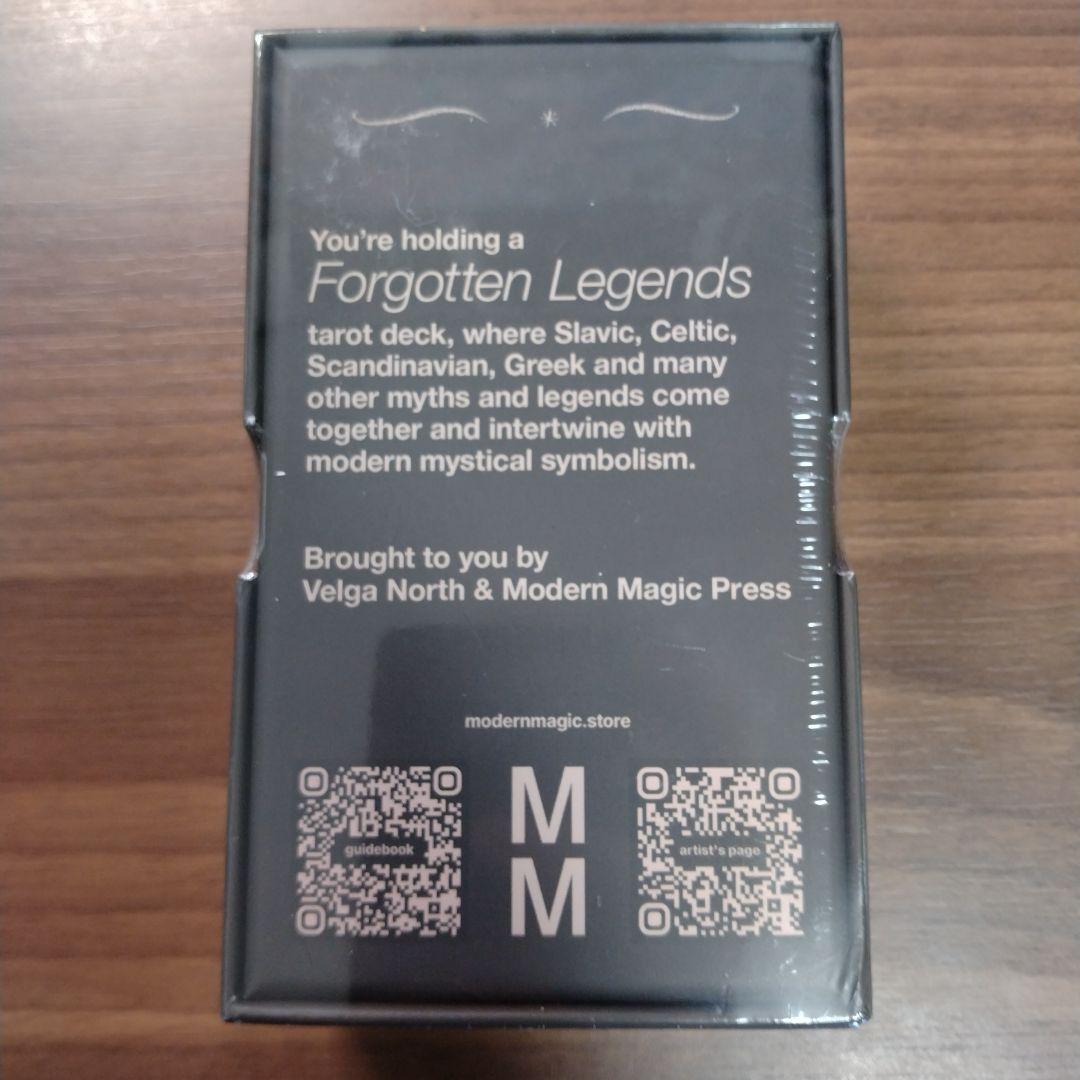 You're holding a
Forgotten Legends
tarot deck, where Slavic, Celtic,
Scandinavian, Greek and many
other myths and legends come
together and intertwine with
modern mystical symbolism.
Brought to you by
Velga North & Modern Magic Press
modernmagic.store
guidebook
M
M
artist's page